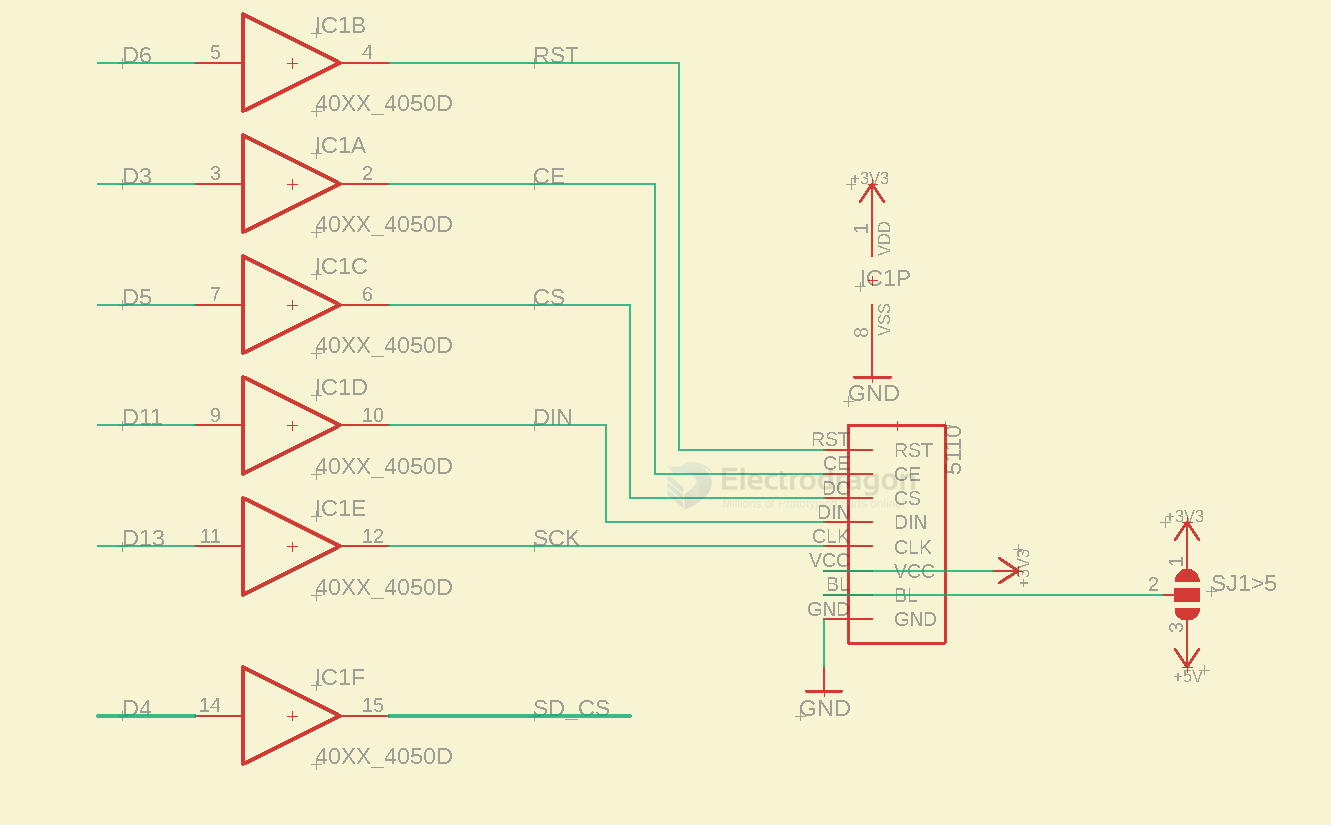 IC1B
D6 5 4 RST
40XX_4050D
IC1A
D3 3 2 CE
40XX_4050D
IC1C
D5 7 6 CS
40XX_4050D
IC1D
D11 9 10 DIN
40XX_4050D
IC1E
D13 11 12 SCK
40XX_4050D
IC1F
D4 14 15 SD_CS
40XX_4050D
+3V3
1 VDD
IC1P
8 VSS
GND
5110
RST RST
CE CE
DC CS
DIN DIN
CLK CLK
VCC VCC
BL BL
GND GND
+3V3
GND
+3V3
1
2 SJ1>5
3
+5V
Electrodragon
Millions of Prototype online